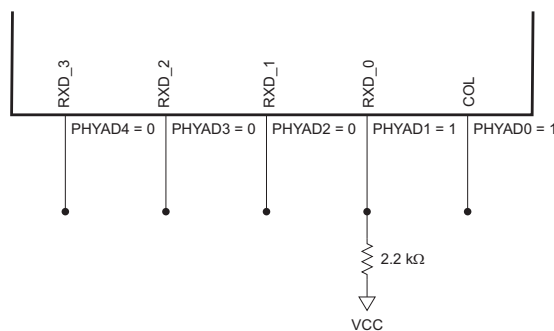 RXD_3
RXD_2
RXD_1
RXD_0
COL
PHYAD4 = 0
PHYAD3 = 0
PHYAD2 = 0
PHYAD1 = 1
PHYAD0 = 1
2.2 kΩ
VCC